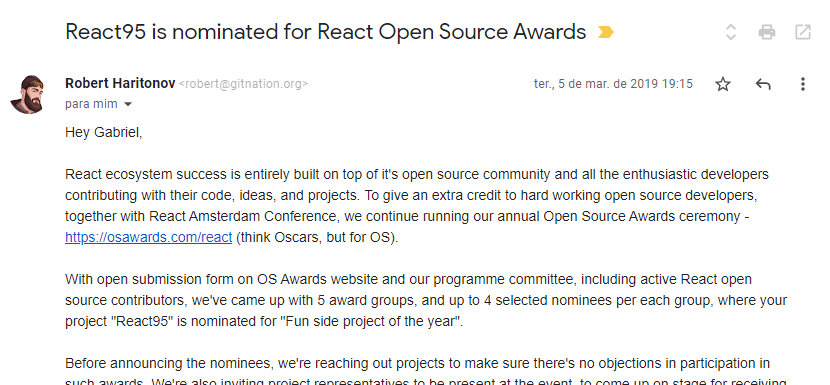 React95 is nominated for React Open Source Awards
Robert Haritonov <robert@gitnation.org>
ter., 5 de mar. de 2019 19:15
para mim
Hey Gabriel,
React ecosystem success is entirely built on top of it's open source community and all the enthusiastic developers
contributing with their code, ideas, and projects. To give an extra credit to hard working open source developers,
together with React Amsterdam Conference, we continue running our annual Open Source Awards ceremony -
https://osawards.com/react (think Oscars, but for OS).
With open submission form on OS Awards website and our programme committee, including active React open
source contributors, we've came up with 5 award groups, and up to 4 selected nominees per each group, where your
project "React95" is nominated for "Fun side project of the year".
Before announcing the nominees, we're reaching out projects to make sure there's no objections in participation in
such awards. We're also inviting project representatives to be present at the event, to come up on stage for receiving